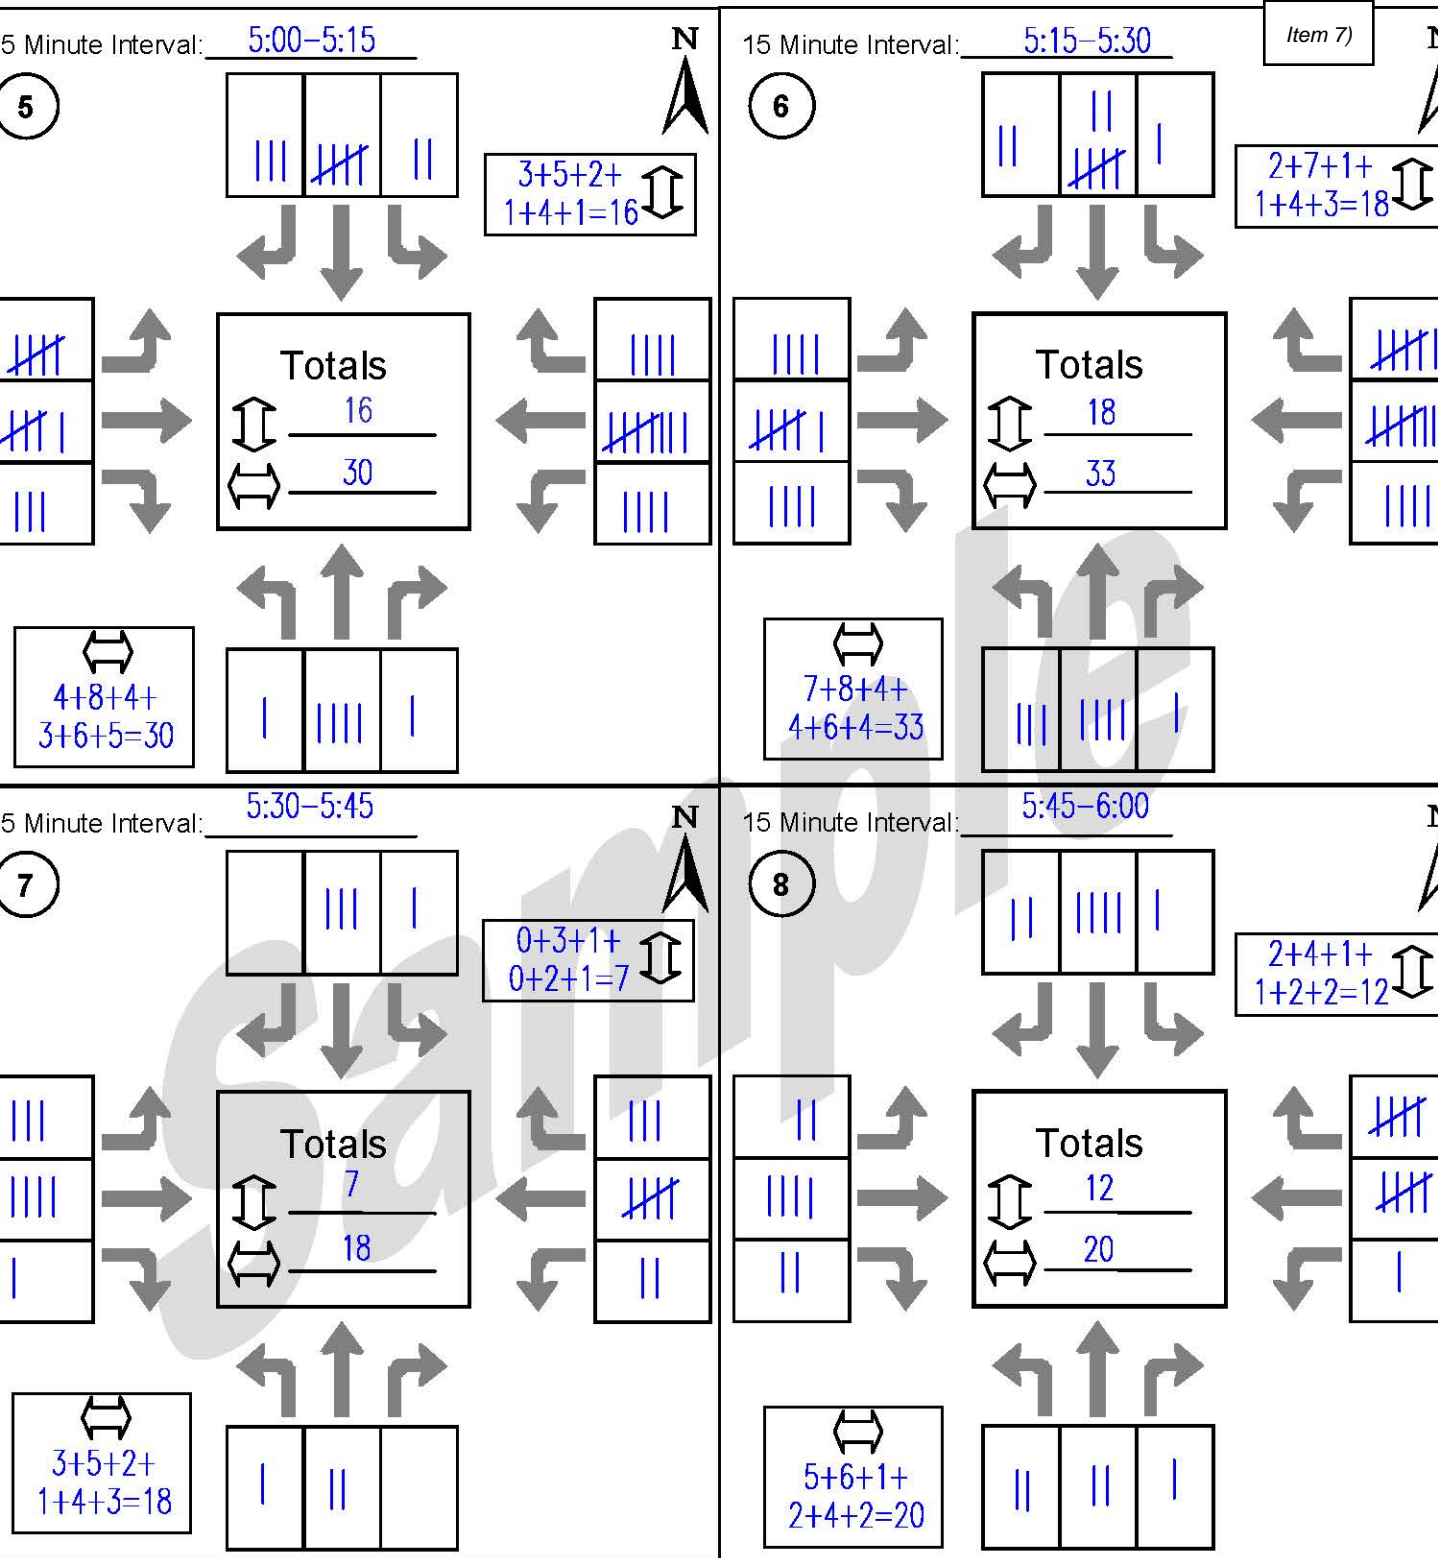 5 Minute Interval: 5:00–5:15
N
5
3+5+2+
1+4+1=16
Totals
16
30
4+8+4+
3+6+5=30
15 Minute Interval: 5:15–5:30
Item 7)
N
6
2+7+1+
1+4+3=18
Totals
18
33
7+8+4+
4+6+4=33
5 Minute Interval: 5:30–5:45
N
7
0+3+1+
0+2+1=7
Totals
7
18
3+5+2+
1+4+3=18
15 Minute Interval: 5:45–6:00
N
8
2+4+1+
1+2+2=12
Totals
12
20
5+6+1+
2+4+2=20
Sample